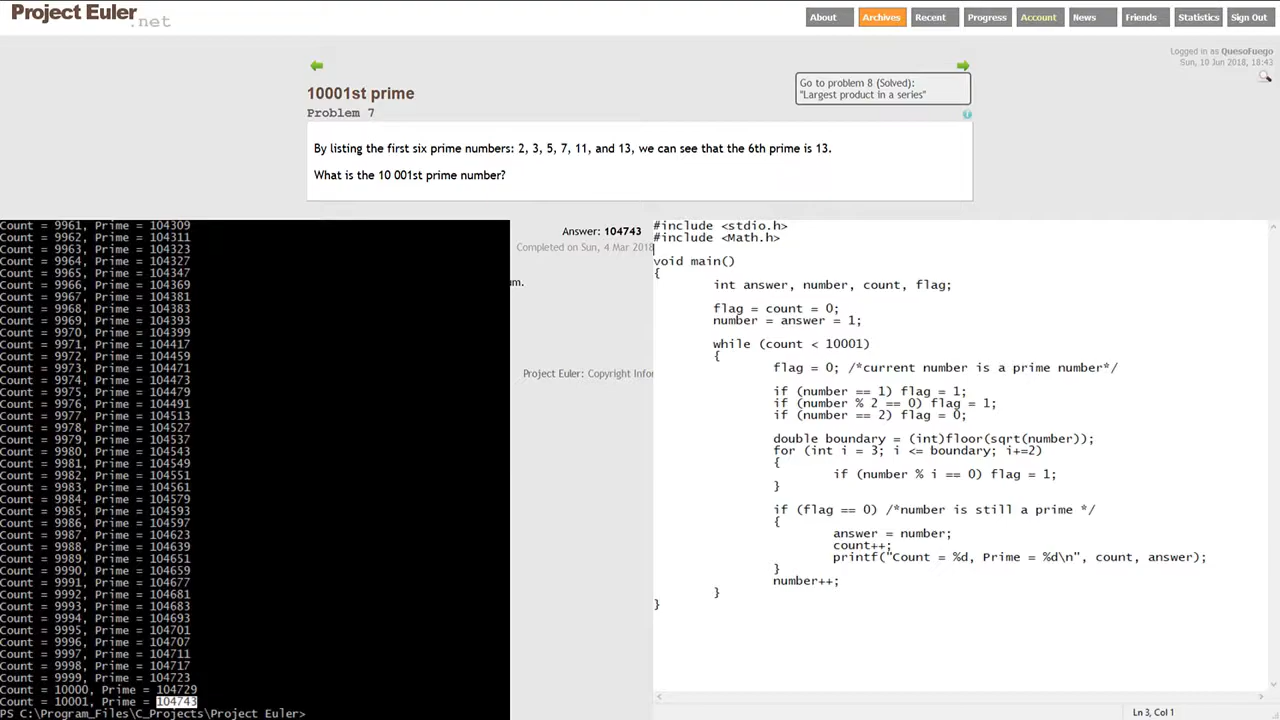 Project Euler
.net
About
Archives
Recent
Progress
Account
News
Friends
Statistics
Sign Out
Logged in as QuesoFuego
Sun, 10 Jun 2018, 18:43
10001st prime
Problem 7
Go to problem 8 (Solved):
"Largest product in a series"
By listing the first six prime numbers: 2, 3, 5, 7, 11, and 13, we can see that the 6th prime is 13.
What is the 10 001st prime number?
Count = 9961, Prime = 104309
Count = 9962, Prime = 104311
Count = 9963, Prime = 104323
Count = 9964, Prime = 104327
Count = 9965, Prime = 104347
Count = 9966, Prime = 104369
Count = 9967, Prime = 104381
Count = 9968, Prime = 104383
Count = 9969, Prime = 104393
Count = 9970, Prime = 104399
Count = 9971, Prime = 104417
Count = 9972, Prime = 104459
Count = 9973, Prime = 104471
Count = 9974, Prime = 104473
Count = 9975, Prime = 104479
Count = 9976, Prime = 104491
Count = 9977, Prime = 104513
Count = 9978, Prime = 104527
Count = 9979, Prime = 104537
Count = 9980, Prime = 104543
Count = 9981, Prime = 104549
Count = 9982, Prime = 104551
Count = 9983, Prime = 104561
Count = 9984, Prime = 104579
Count = 9985, Prime = 104593
Count = 9986, Prime = 104597
Count = 9987, Prime = 104623
Count = 9988, Prime = 104639
Count = 9989, Prime = 104651
Count = 9990, Prime = 104659
Count = 9991, Prime = 104677
Count = 9992, Prime = 104681
Count = 9993, Prime = 104683
Count = 9994, Prime = 104693
Count = 9995, Prime = 104701
Count = 9996, Prime = 104707
Count = 9997, Prime = 104711
Count = 9998, Prime = 104717
Count = 9999, Prime = 104723
Count = 10000, Prime = 104729
Count = 10001, Prime = 104743
PS C:\Program_Files\C_Projects\Project Euler>
Answer: 104743
Completed on Sun, 4 Mar 2018
um.
Project Euler: Copyright Infor
#include <stdio.h>
#include <Math.h>
void main()
{
int answer, number, count, flag;
flag = count = 0;
number = answer = 1;
while (count < 10001)
{
flag = 0; /*current number is a prime number*/
if (number == 1) flag = 1;
if (number % 2 == 0) flag = 1;
if (number == 2) flag = 0;
double boundary = (int)floor(sqrt(number));
for (int i = 3; i <= boundary; i+=2)
{
if (number % i == 0) flag = 1;
}
if (flag == 0) /*number is still a prime */
{
answer = number;
count++;
printf("Count = %d, Prime = %d\n", count, answer);
}
number++;
}
}
Ln 3, Col 1